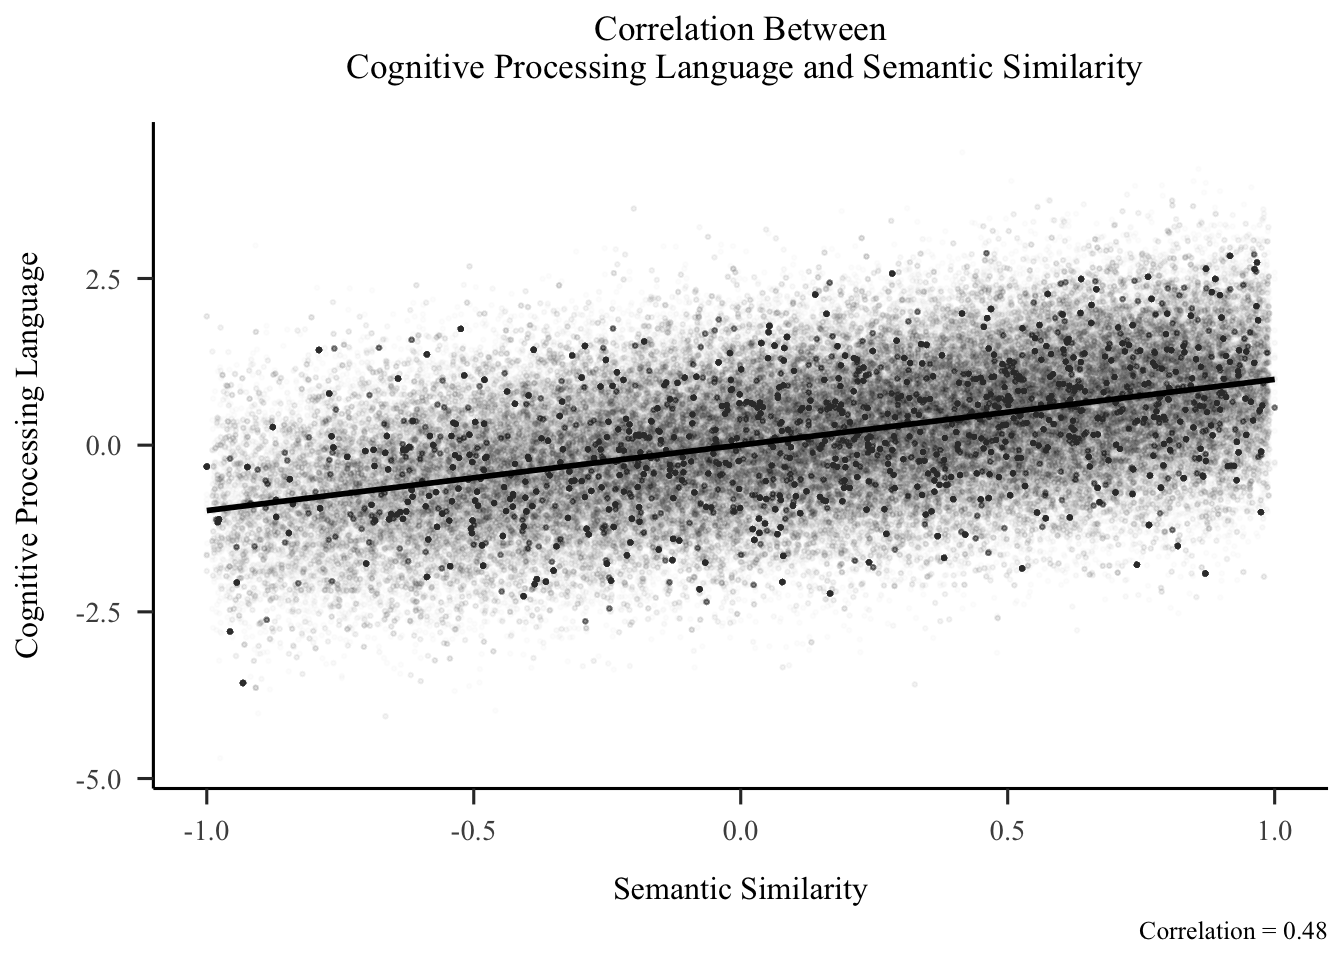 Correlation Between
Cognitive Processing Language and Semantic Similarity
Cognitive Processing Language
2.5
0.0
-2.5
-5.0
-1.0 -0.5 0.0 0.5 1.0
Semantic Similarity
Correlation = 0.48